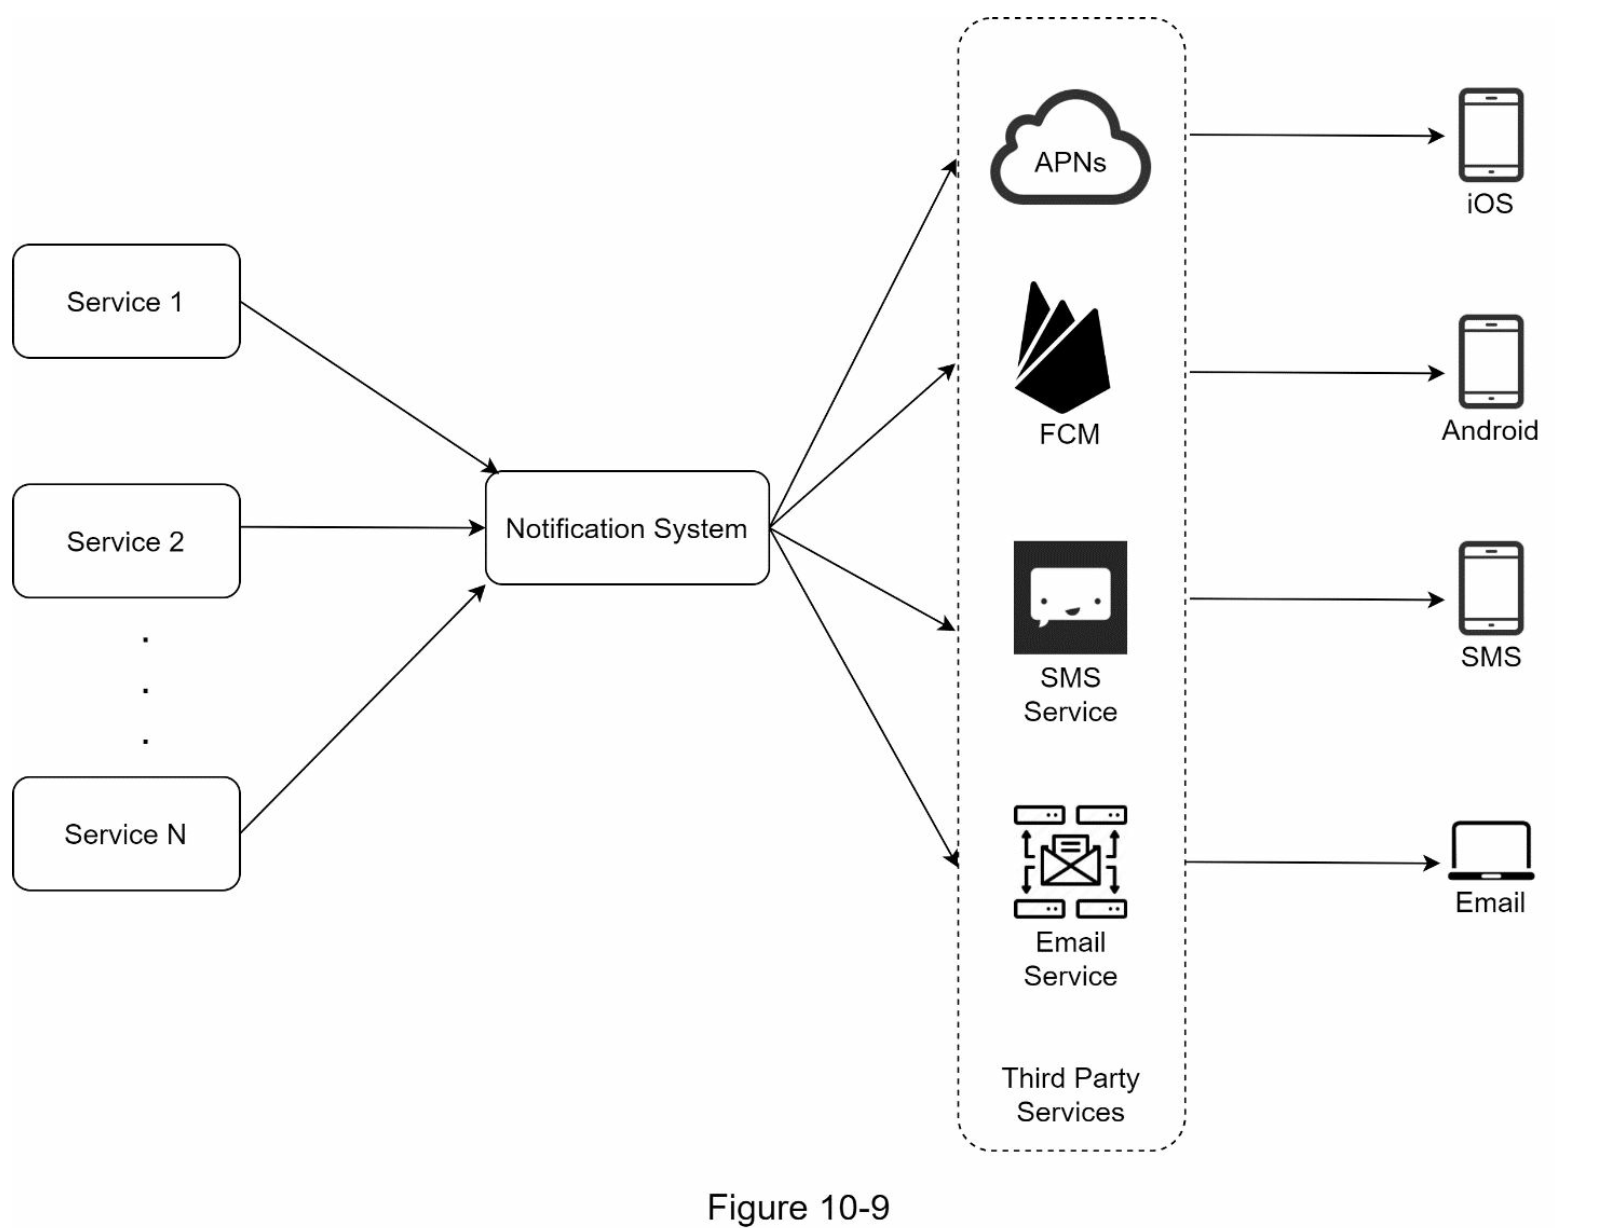 APNs
iOS
Service 1
FCM
Android
Service 2
Notification System
SMS
Service
SMS
Service N
Email
Service
Email
Third Party
Services
Figure 10-9